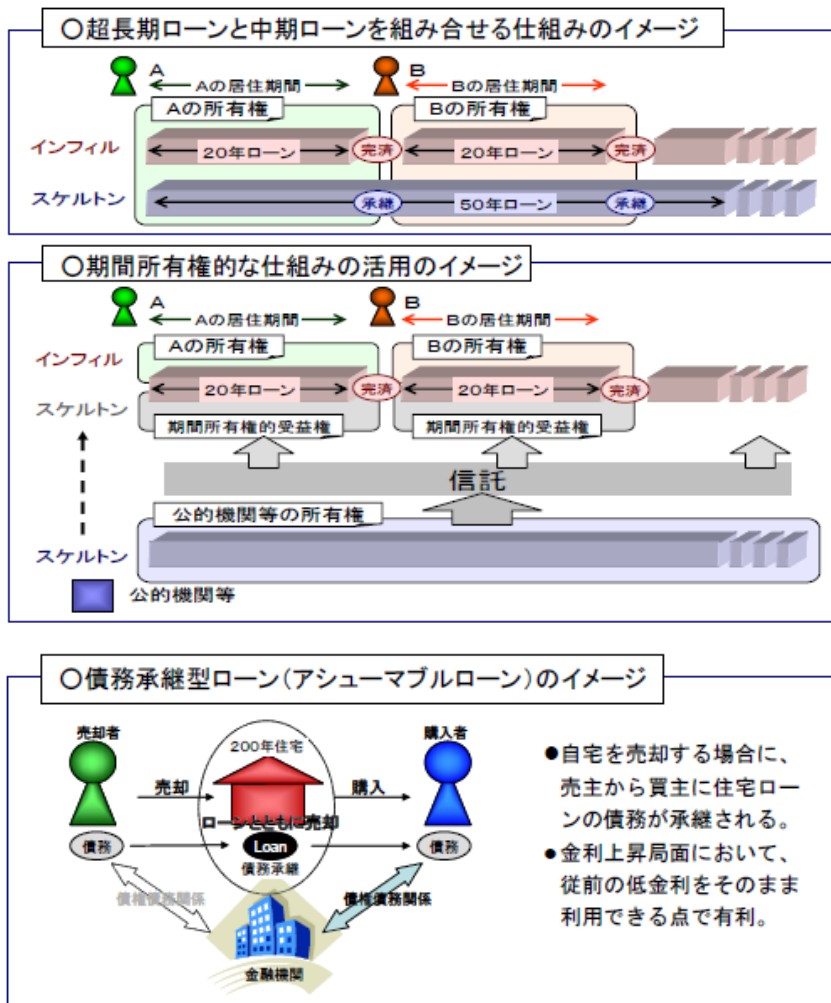 〇超長期ローンと中期ローンを組み合せる仕組みのイメージ
A
Aの居住期間
B
Bの居住期間
Aの所有権
Bの所有権
インフィル
20年ローン
完済
20年ローン
完済
スケルトン
承継
50年ローン
承継
〇期間所有権的な仕組みの活用のイメージ
A
Aの居住期間
B
Bの居住期間
Aの所有権
Bの所有権
インフィル
20年ローン
完済
20年ローン
完済
スケルトン
期間所有権的受益権
期間所有権的受益権
信託
公的機関等の所有権
スケルトン
公的機関等
〇債務承継型ローン(アシューマブルローン)のイメージ
売却者
200年住宅
購入者
売却
購入
ローンとともに売却
債務
Loan
債務
債務承継
債権債務関係
債権債務関係
金融機関
●自宅を売却する場合に、
売主から買主に住宅ロー
ンの債務が承継される。
●金利上昇局面において、
従前の低金利をそのまま
利用できる点で有利。